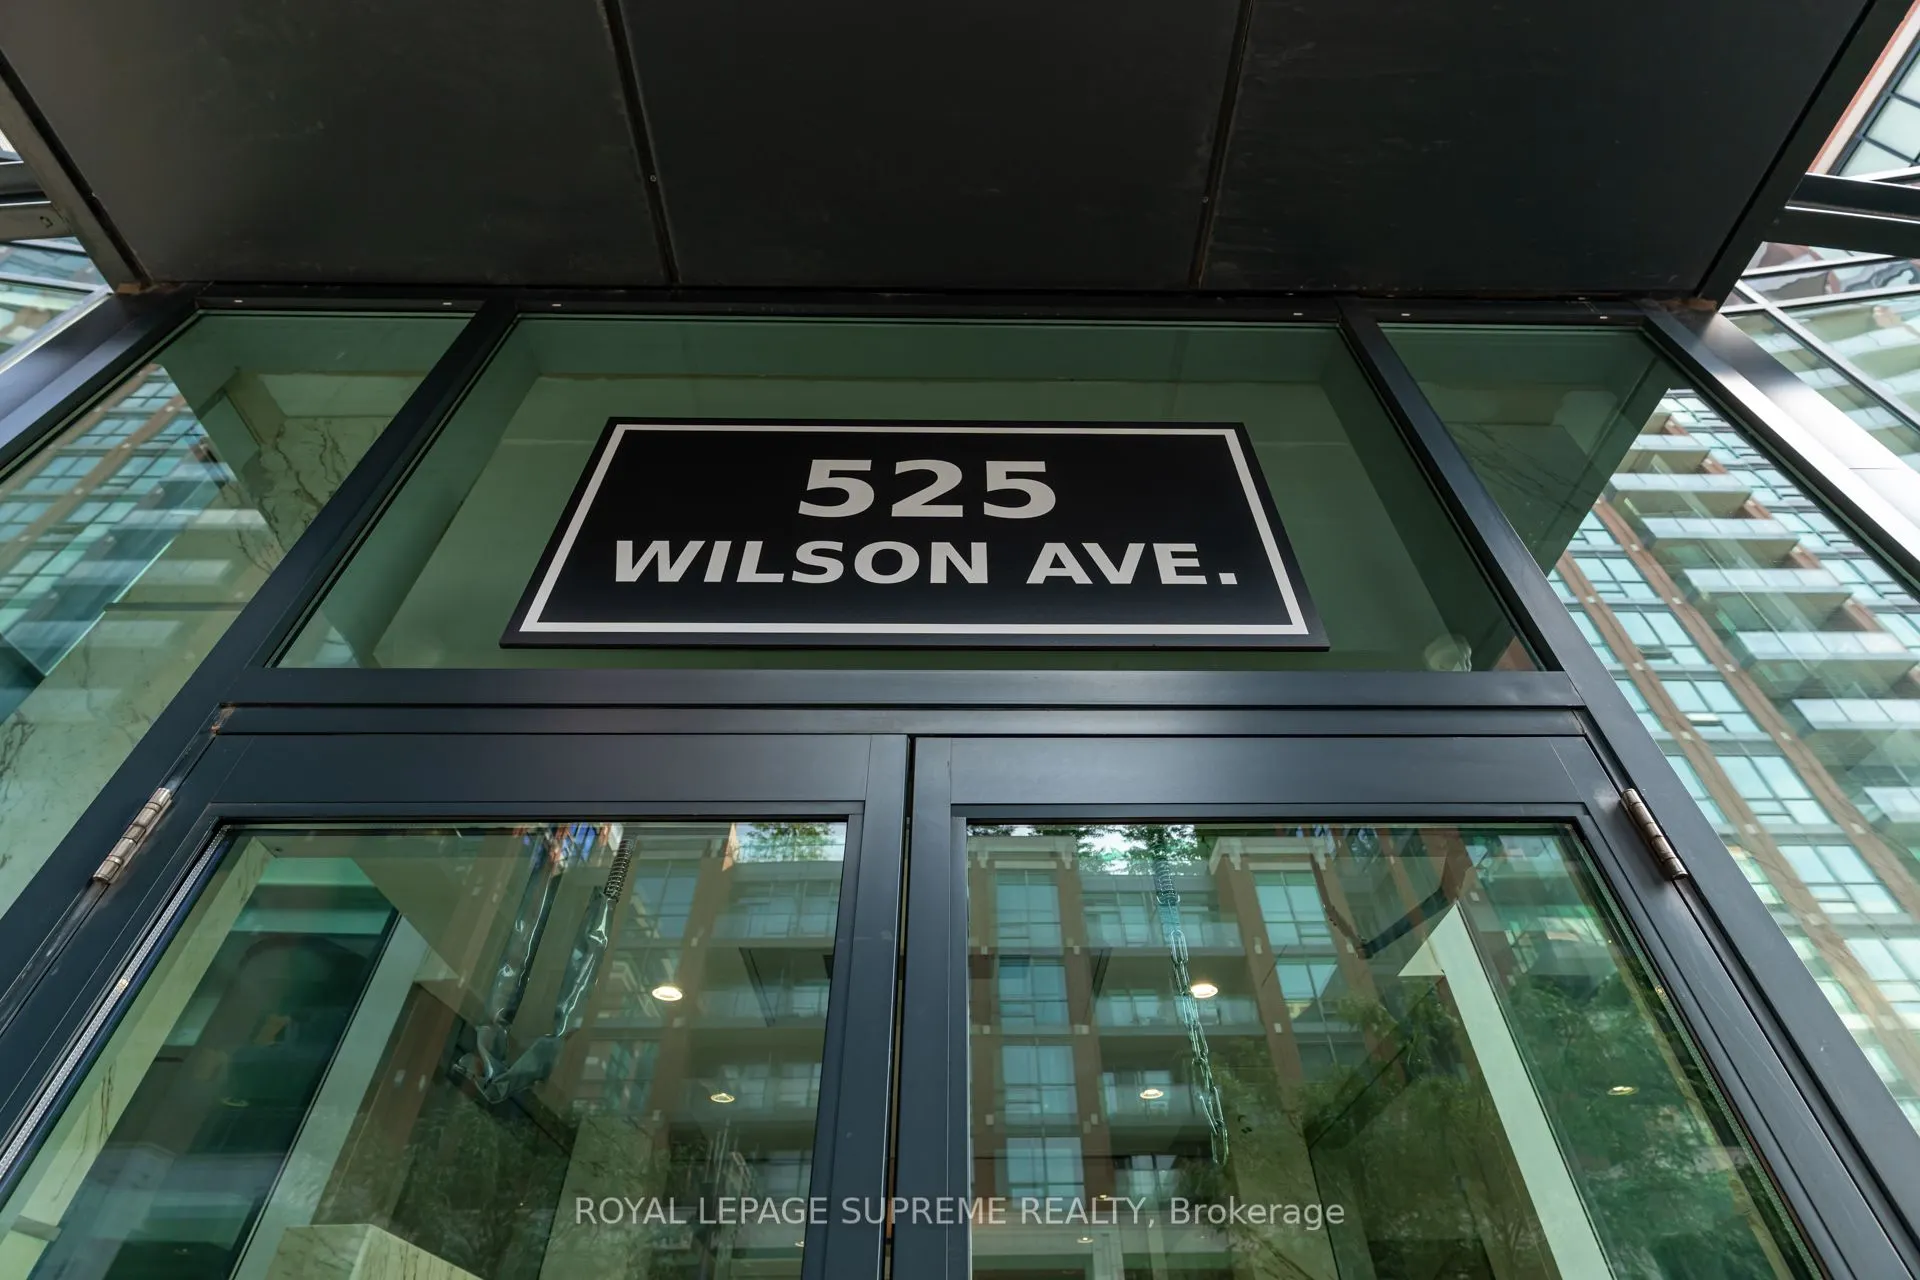 525
WILSON AVE.
ROYAL LEPAGE SUPREME REALTY, Brokerage